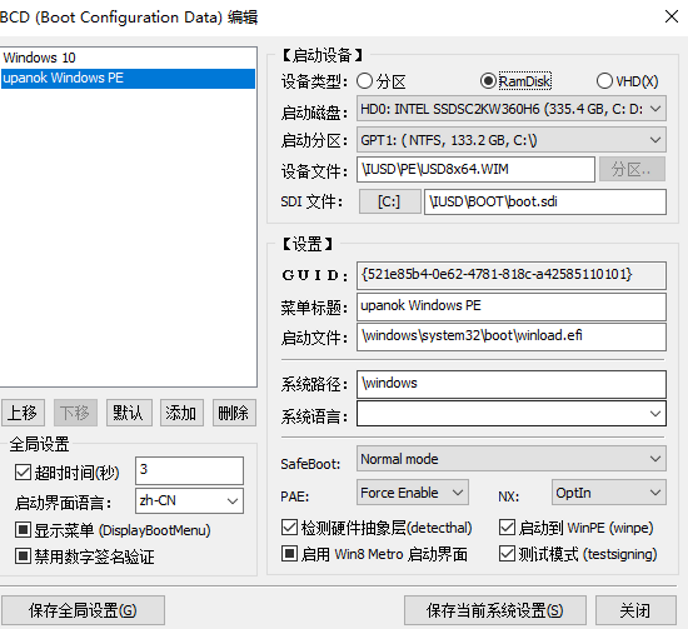 BCD (Boot Configuration Data) 编辑
Windows 10
upanok Windows PE
上移 下移 默认 添加 删除
全局设置
超时时间(秒) 3
启动界面语言: zh-CN
显示菜单 (DisplayBootMenu)
禁用数字签名验证
【启动设备】
设备类型: 分区 RamDisk VHD(X)
启动磁盘: HD0: INTEL SSDSC2KW360H6 (335.4 GB, C: D:
启动分区: GPT1: ( NTFS, 133.2 GB, C:\)
设备文件: \IUSD\PE\USD8x64.WIM 分区..
SDI 文件: [C:] \IUSD\BOOT\boot.sdi
【设置】
GUID: {521e85b4-0e62-4781-818c-a42585110101}
菜单标题: upanok Windows PE
启动文件: \windows\system32\boot\winload.efi
系统路径: \windows
系统语言:
SafeBoot: Normal mode
PAE: Force Enable NX: OptIn
检测硬件抽象层(detecthal) 启动到 WinPE (winpe)
启用 Win8 Metro 启动界面 测试模式 (testsigning)
保存全局设置(G) 保存当前系统设置(S) 关闭